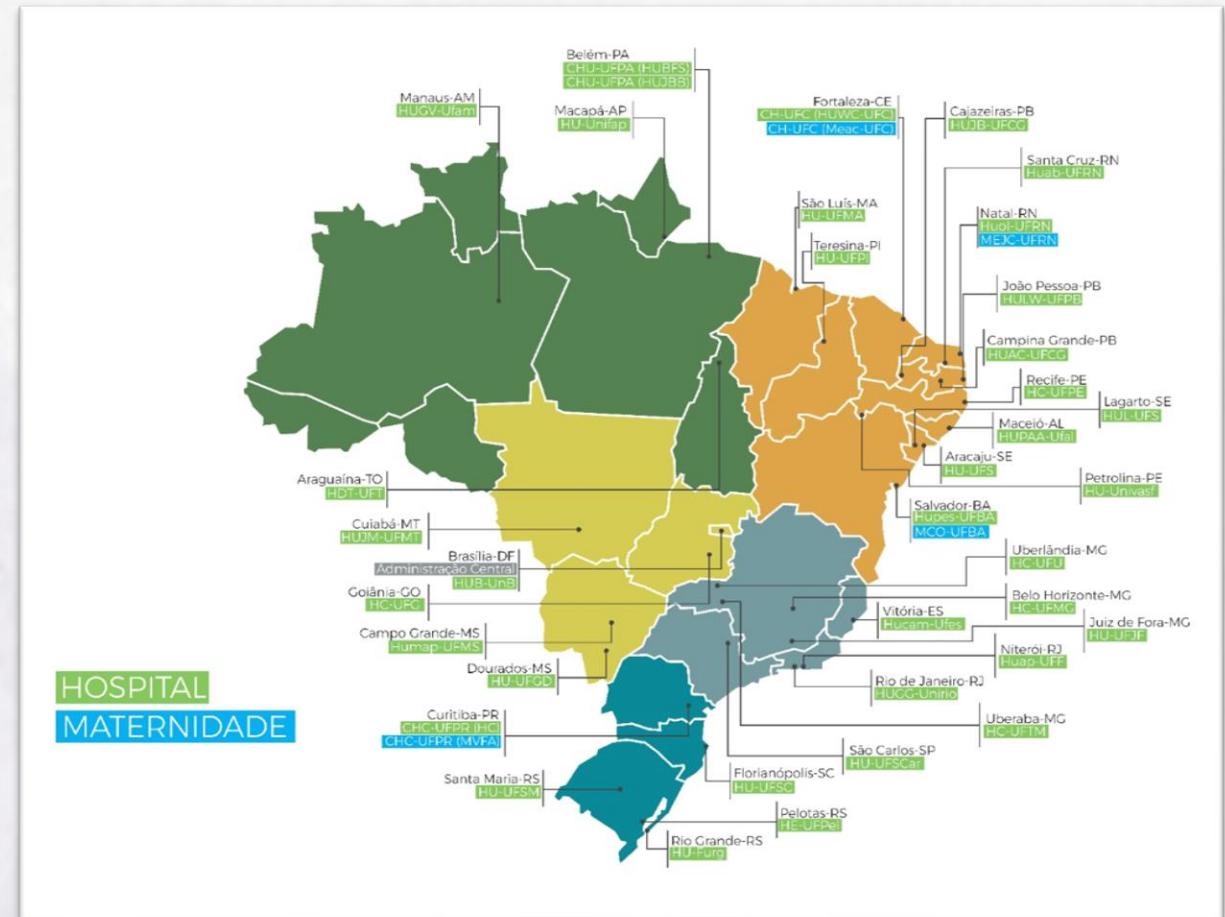 Belém-PA
CHU-UFPA (HUBFS)
CHU-UFPA (HUJBB)
Manaus-AM
HUGV-Ufam
Macapá-AP
HU-Unifap
Fortaleza-CE
CH-UFC (HUWC-UFC)
CH-UFC (Meac-UFC)
Cajazeiras-PB
HUJB-UFCG
Santa Cruz-RN
Huab-UFRN
São Luís-MA
HU-UFMA
Natal-RN
Huol-UFRN
MEJC-UFRN
Teresina-PI
HU-UFPI
João Pessoa-PB
HULW-UFPB
Campina Grande-PB
HUAC-UFCG
Recife-PE
HC-UFPE
Lagarto-SE
HUL-UFS
Maceió-AL
HUPAA-Ufal
Aracaju-SE
HU-UFS
Petrolina-PE
HU-Univasf
Araguaína-TO
HDT-UFT
Salvador-BA
Hupes-UFBA
MCO-UFBA
Cuiabá-MT
HUJM-UFMT
Brasília-DF
Administração Central
HUB-UnB
Uberlândia-MG
HC-UFU
Goiânia-GO
HC-UFG
Belo Horizonte-MG
HC-UFMG
Vitória-ES
Hucam-Ufes
Juiz de Fora-MG
HU-UFJF
Campo Grande-MS
Humap-UFMS
Niterói-RJ
Huap-UFF
Dourados-MS
HU-UFGD
Rio de Janeiro-RJ
HUGG-Unirio
HOSPITAL
MATERNIDADE
Curitiba-PR
CHC-UFPR (HC)
CHC-UFPR (MVFA)
Uberaba-MG
HC-UFTM
São Carlos-SP
HU-UFSCar
Santa Maria-RS
HU-UFSM
Florianópolis-SC
HU-UFSC
Pelotas-RS
HE-UFPel
Rio Grande-RS
HU-Furg